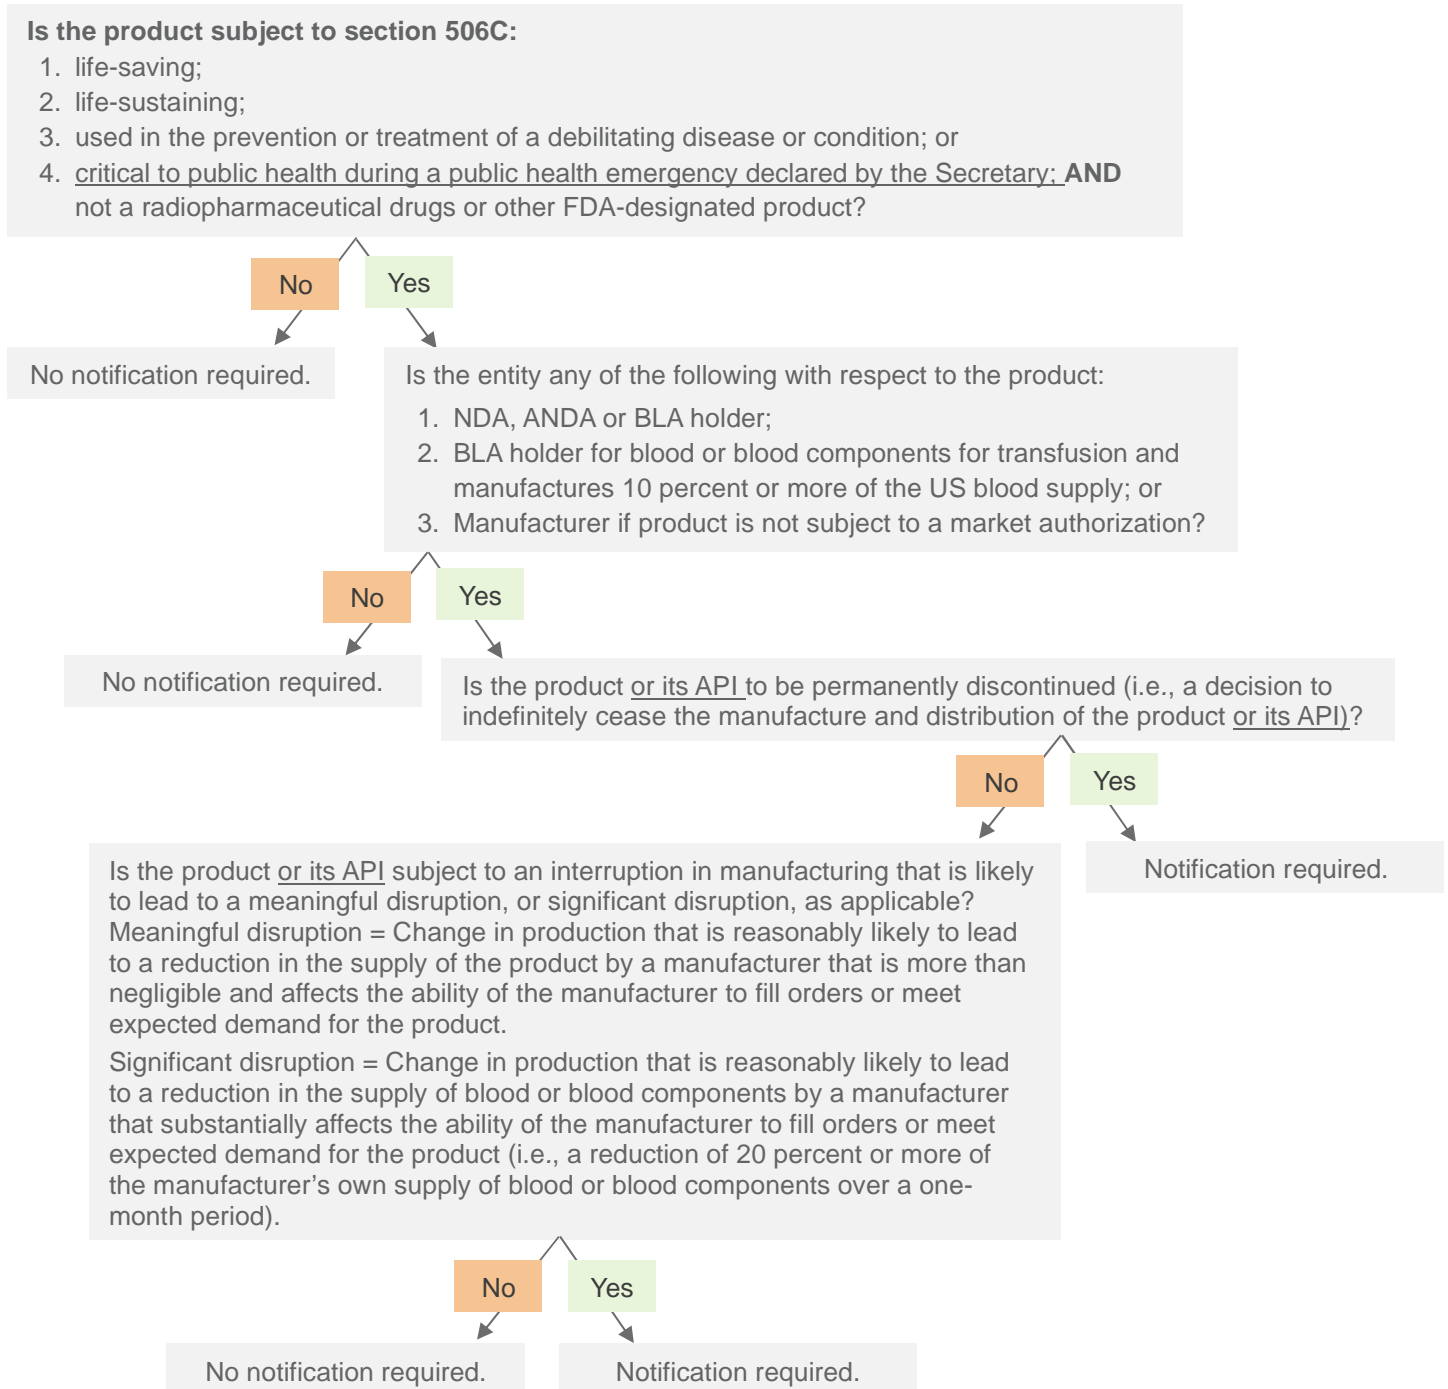 Is the product subject to section 506C:
1. life-saving;
2. life-sustaining;
3. used in the prevention or treatment of a debilitating disease or condition; or
4. critical to public health during a public health emergency declared by the Secretary; AND
not a radiopharmaceutical drugs or other FDA-designated product?
No
Yes
No notification required.
Is the entity any of the following with respect to the product:
1. NDA, ANDA or BLA holder;
2. BLA holder for blood or blood components for transfusion and
manufactures 10 percent or more of the US blood supply; or
3. Manufacturer if product is not subject to a market authorization?
No
Yes
No notification required.
Is the product or its API to be permanently discontinued (i.e., a decision to
indefinitely cease the manufacture and distribution of the product or its API)?
No
Yes
Notification required.
Is the product or its API subject to an interruption in manufacturing that is likely
to lead to a meaningful disruption, or significant disruption, as applicable?
Meaningful disruption = Change in production that is reasonably likely to lead
to a reduction in the supply of the product by a manufacturer that is more than
negligible and affects the ability of the manufacturer to fill orders or meet
expected demand for the product.
Significant disruption = Change in production that is reasonably likely to lead
to a reduction in the supply of blood or blood components by a manufacturer
that substantially affects the ability of the manufacturer to fill orders or meet
expected demand for the product (i.e., a reduction of 20 percent or more of
the manufacturer’s own supply of blood or blood components over a one-
month period).
No
Yes
No notification required.
Notification required.